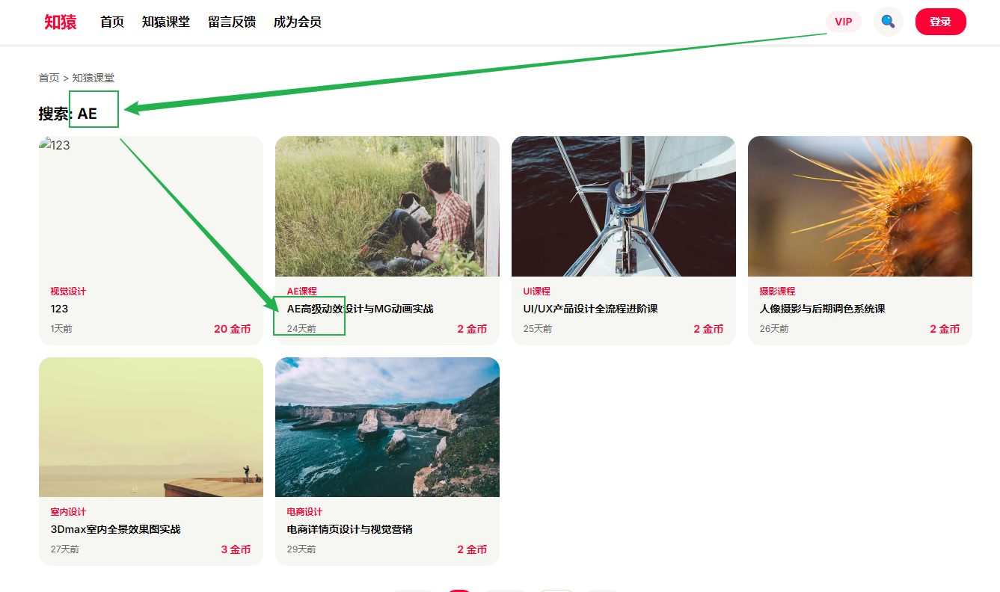 知猿 首页 知猿课堂 留言反馈 成为会员 VIP 登录
首页 > 知猿课堂
搜索: AE
123
视觉设计
123
1天前 20 金币
AE课程
AE高级动效设计与MG动画实战
24天前 2 金币
UI课程
UI/UX产品设计全流程进阶课
25天前 2 金币
摄影课程
人像摄影与后期调色系统课
26天前 2 金币
室内设计
3Dmax室内全景效果图实战
27天前 3 金币
电商设计
电商详情页设计与视觉营销
29天前 2 金币